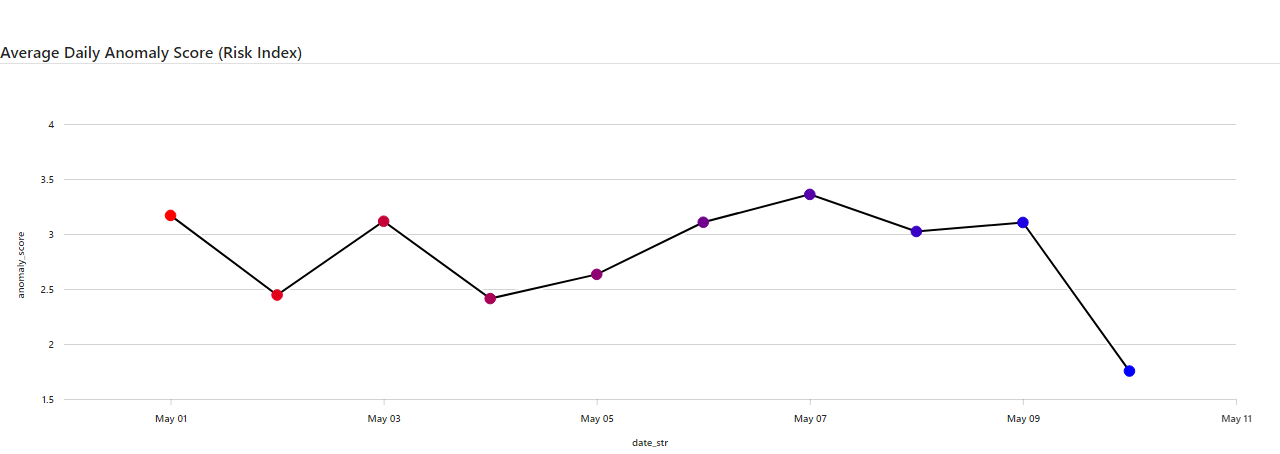 Average Daily Anomaly Score (Risk Index)
4
3.5
3
2.5
2
1.5
anomaly_score
May 01 May 03 May 05 May 07 May 09 May 11
date_str